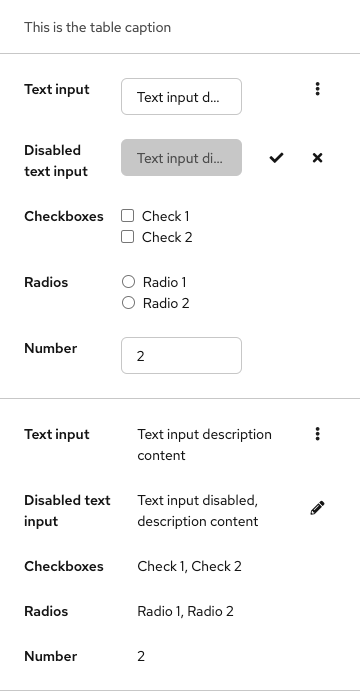 This is the table caption
Text input
Text input d...
Disabled
text input
Text input di...
Checkboxes
Check 1
Check 2
Radios
Radio 1
Radio 2
Number
2
Text input
Text input description
content
Disabled text
input
Text input disabled,
description content
Checkboxes
Check 1, Check 2
Radios
Radio 1, Radio 2
Number
2